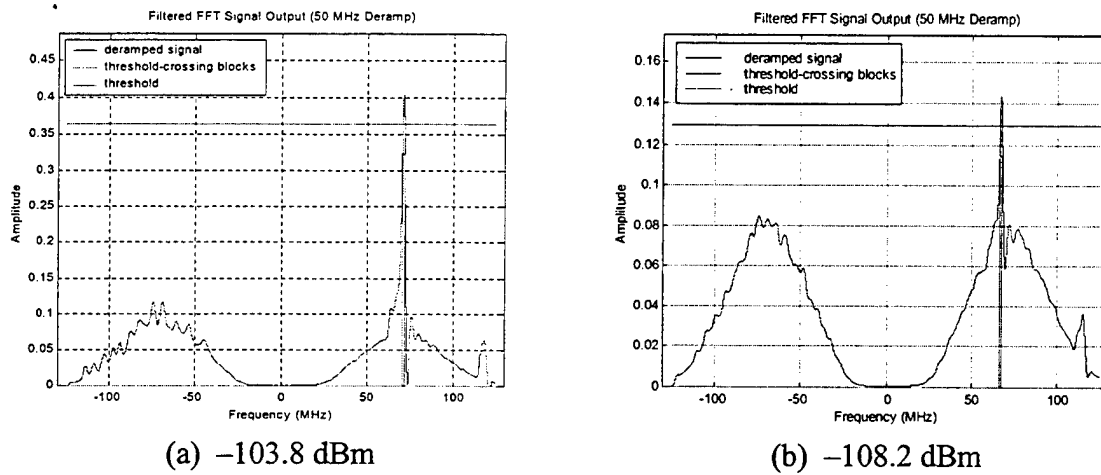 Filtered FFT Signal Output (50 MHz Deramp)
0.45
0.4
0.35
0.3
0.25
0.2
0.15
0.1
0.05
0
Amplitude
deramped signal
threshold-crossing blocks
threshold
-100
-50
0
50
100
Frequency (MHz)
(a) –103.8 dBm
Filtered FFT Signal Output (50 MHz Deramp)
0.16
0.14
0.12
0.1
0.08
0.06
0.04
0.02
0
Amplitude
deramped signal
threshold-crossing blocks
threshold
-100
-50
0
50
100
Frequency (MHz)
(b) –108.2 dBm